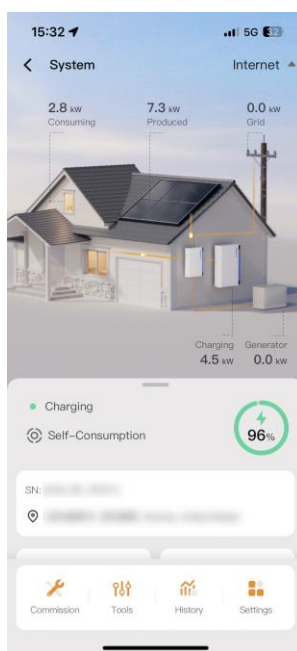 15:32 5G 32
System Internet
2.8 kW 7.3 kW 0.0 kW
Consuming Produced Grid
Charging Generator
4.5 kW 0.0 kW
Charging
Self-Consumption
96%
SN:
Commission Tools History Settings